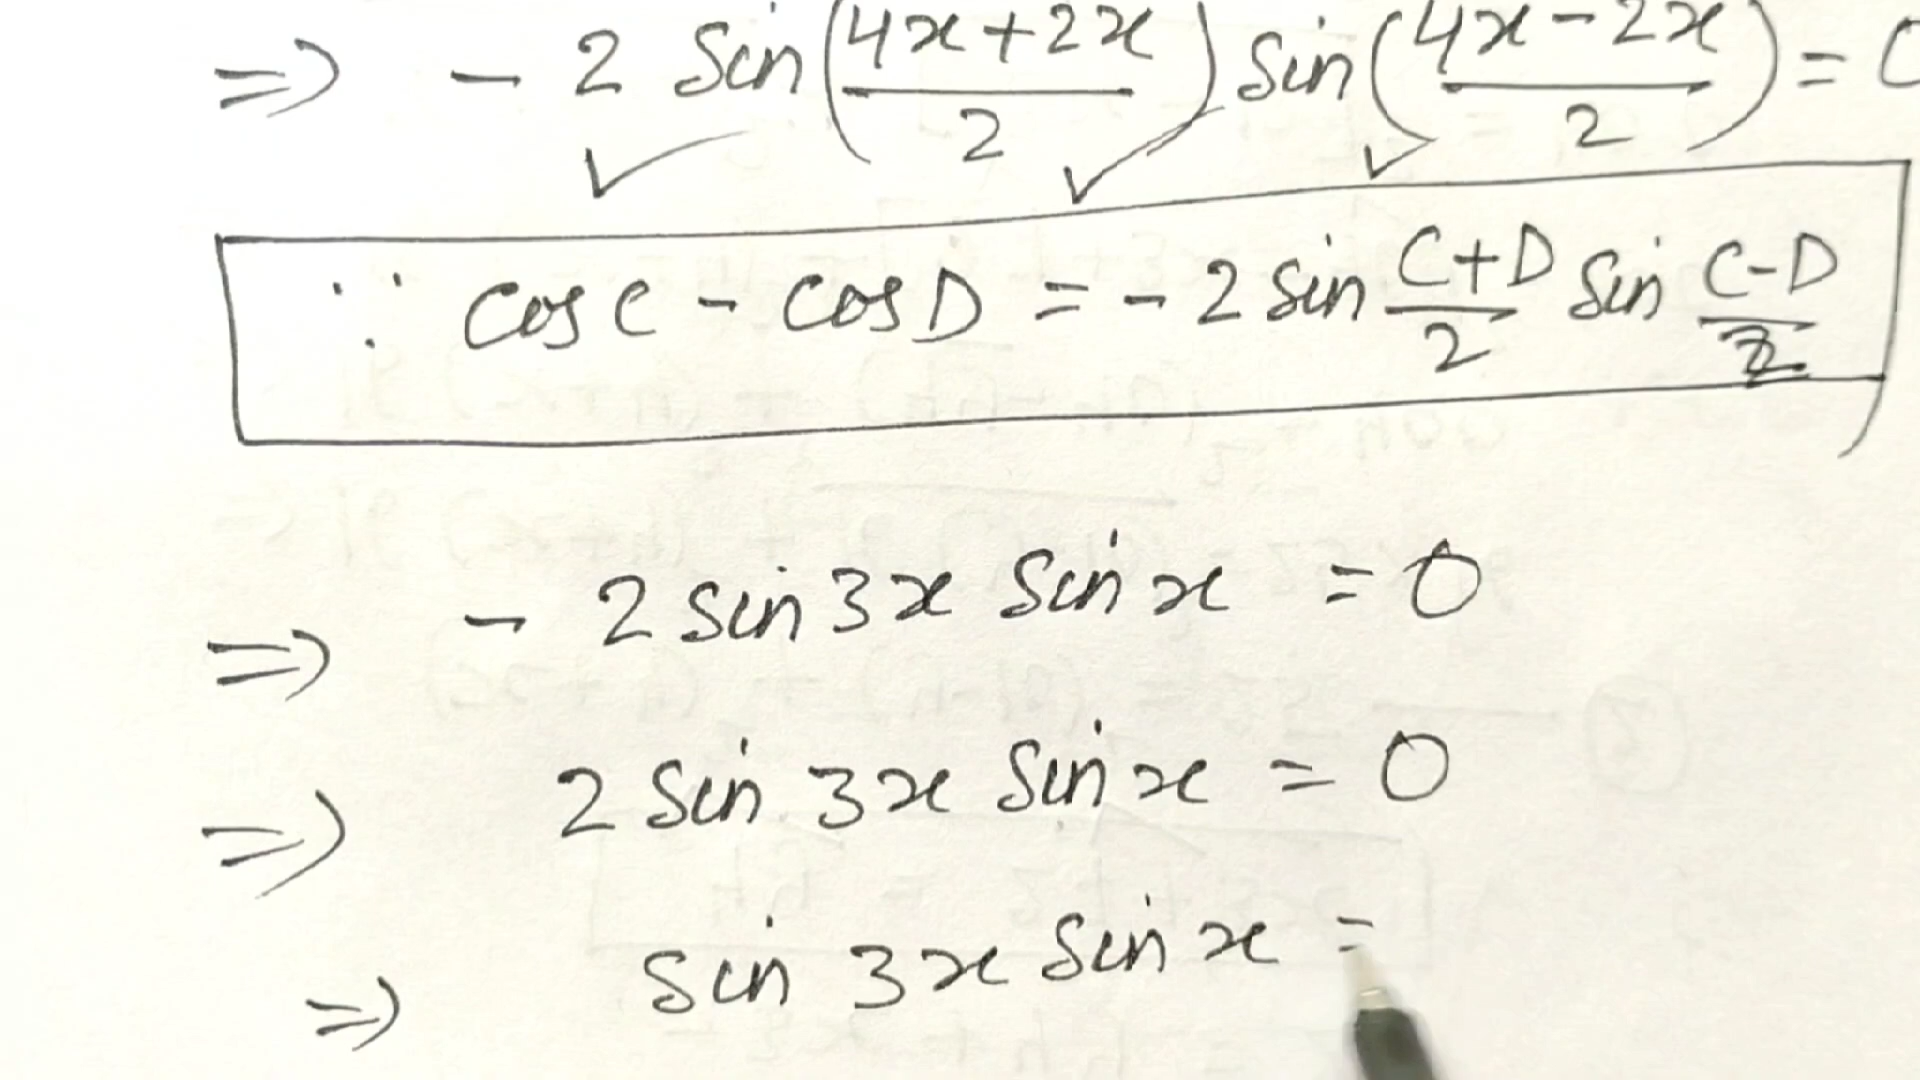 => - 2 Sin(4x+2x/2) Sin(4x-2x/2) = 0
∵ Cos C - Cos D = - 2 Sin C+D/2 Sin C-D/2
=> - 2 Sin 3x Sin x = 0
=> 2 Sin 3x Sin x = 0
=> Sin 3x Sin x =